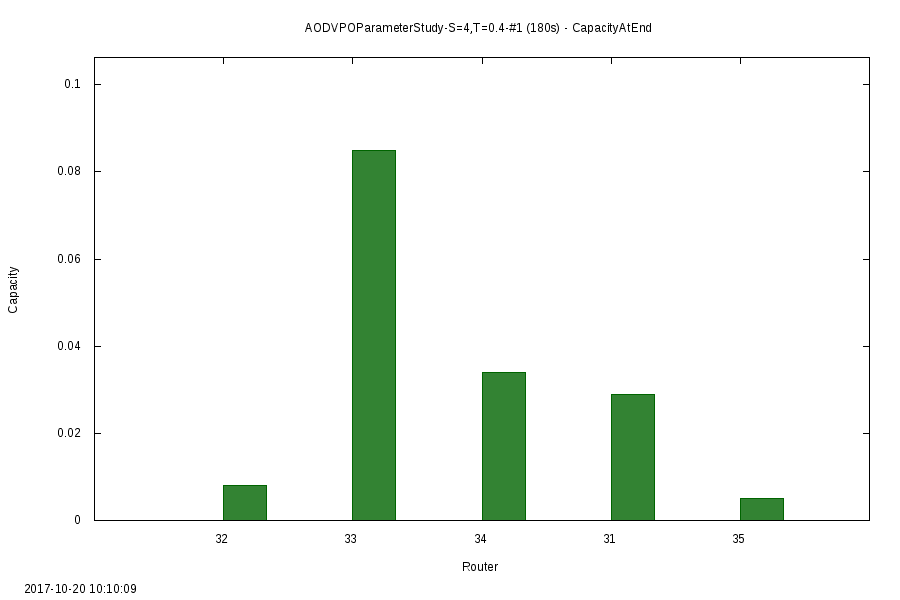 AODVPOParameterStudy-S=4,T=0.4-#1 (180s) - CapacityAtEnd
0.1
0.08
0.06
0.04
0.02
0
Capacity
32 33 34 31 35
Router
2017-10-20 10:10:09